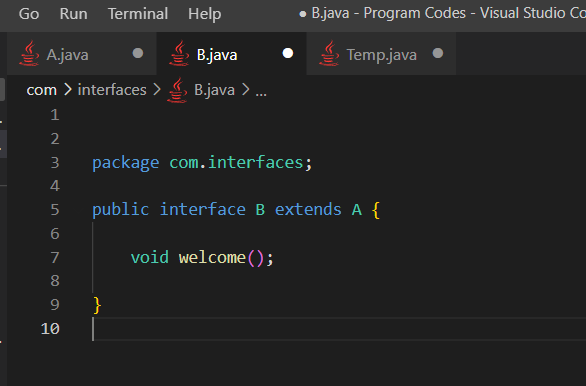 Go Run Terminal Help ● B.java - Program Codes - Visual Studio
A.java ● B.java ● Temp.java ●
com > interfaces > B.java > ...
1
2
3 package com.interfaces;
4
5 public interface B extends A {
6
7 void welcome();
8
9 }
10